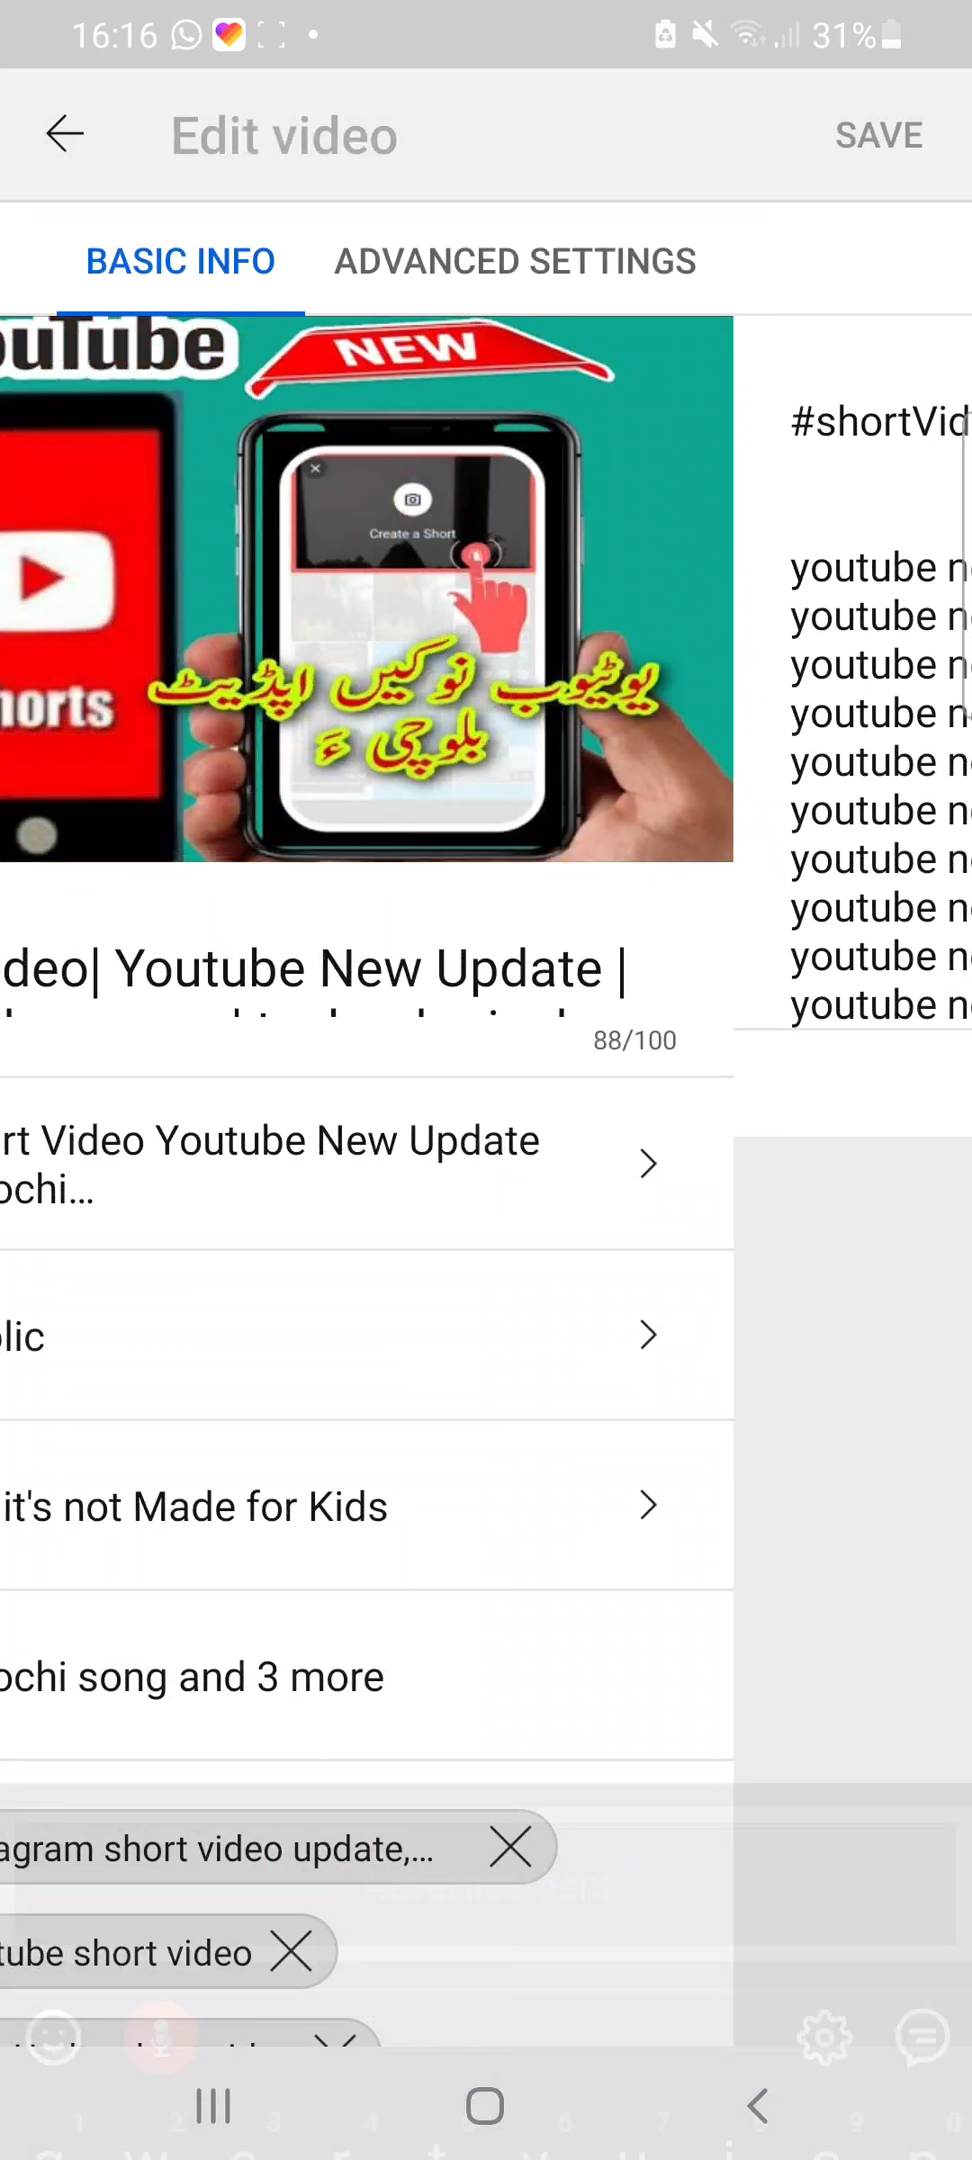 16:16
31%
Edit video
SAVE
BASIC INFO
ADVANCED SETTINGS
ouTube
NEW
Create a Short
horts
یوٹیوب نوکیں اپڈیٹ
بلوچی ءَ
deo| Youtube New Update |
88/100
rt Video Youtube New Update
ochi...
lic
it's not Made for Kids
ochi song and 3 more
agram short video update,...
tube short video
#shortVid
youtube n
youtube n
youtube n
youtube n
youtube n
youtube n
youtube n
youtube n
youtube n
youtube n